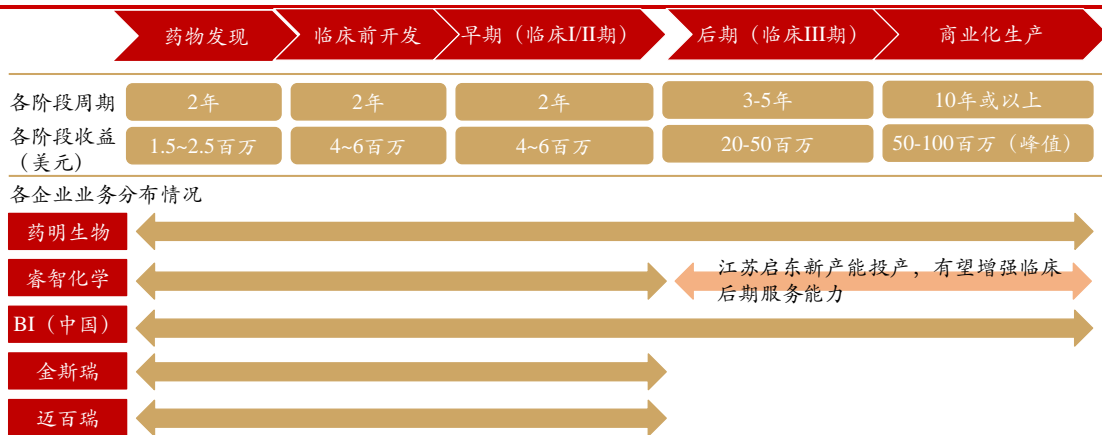 药物发现 临床前开发 早期（临床I/II期） 后期（临床III期） 商业化生产
各阶段周期 2年 2年 2年 3-5年 10年或以上
各阶段收益
（美元） 1.5~2.5百万 4~6百万 4~6百万 20-50百万 50-100百万（峰值）
各企业业务分布情况
药明生物
睿智化学 江苏启东新产能投产，有望增强临床
后期服务能力
BI（中国）
金斯瑞
迈百瑞